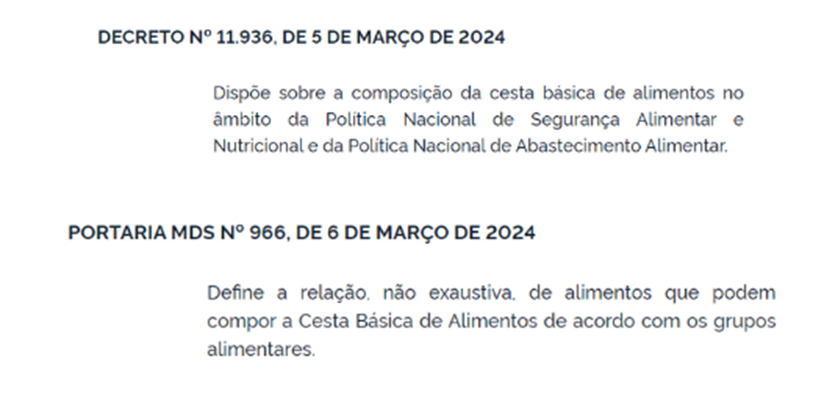 DECRETO Nº 11.936, DE 5 DE MARÇO DE 2024
Dispõe sobre a composição da cesta básica de alimentos no
âmbito da Política Nacional de Segurança Alimentar e
Nutricional e da Política Nacional de Abastecimento Alimentar.
PORTARIA MDS Nº 966, DE 6 DE MARÇO DE 2024
Define a relação, não exaustiva, de alimentos que podem
compor a Cesta Básica de Alimentos de acordo com os grupos
alimentares.